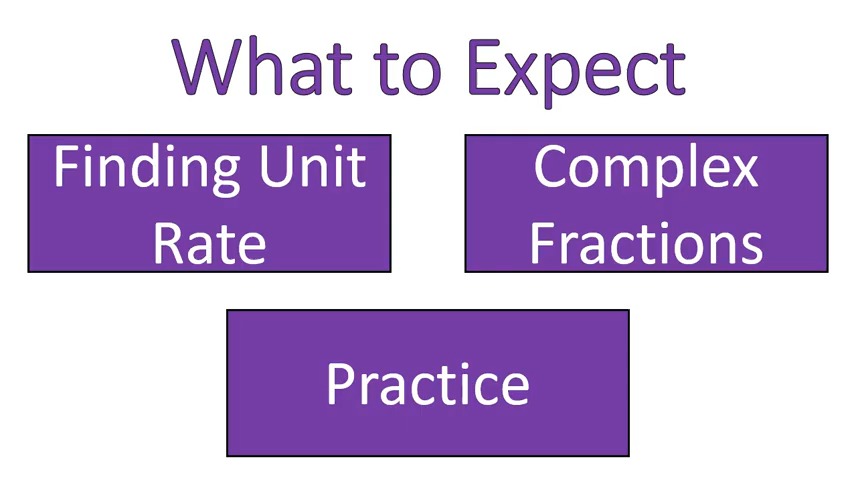 What to Expect
Finding Unit
Rate
Complex
Fractions
Practice